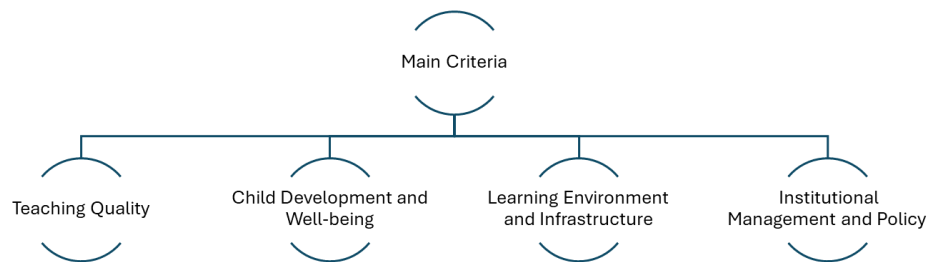 Main Criteria
Teaching Quality
Child Development and
Well-being
Learning Environment
and Infrastructure
Institutional
Management and Policy